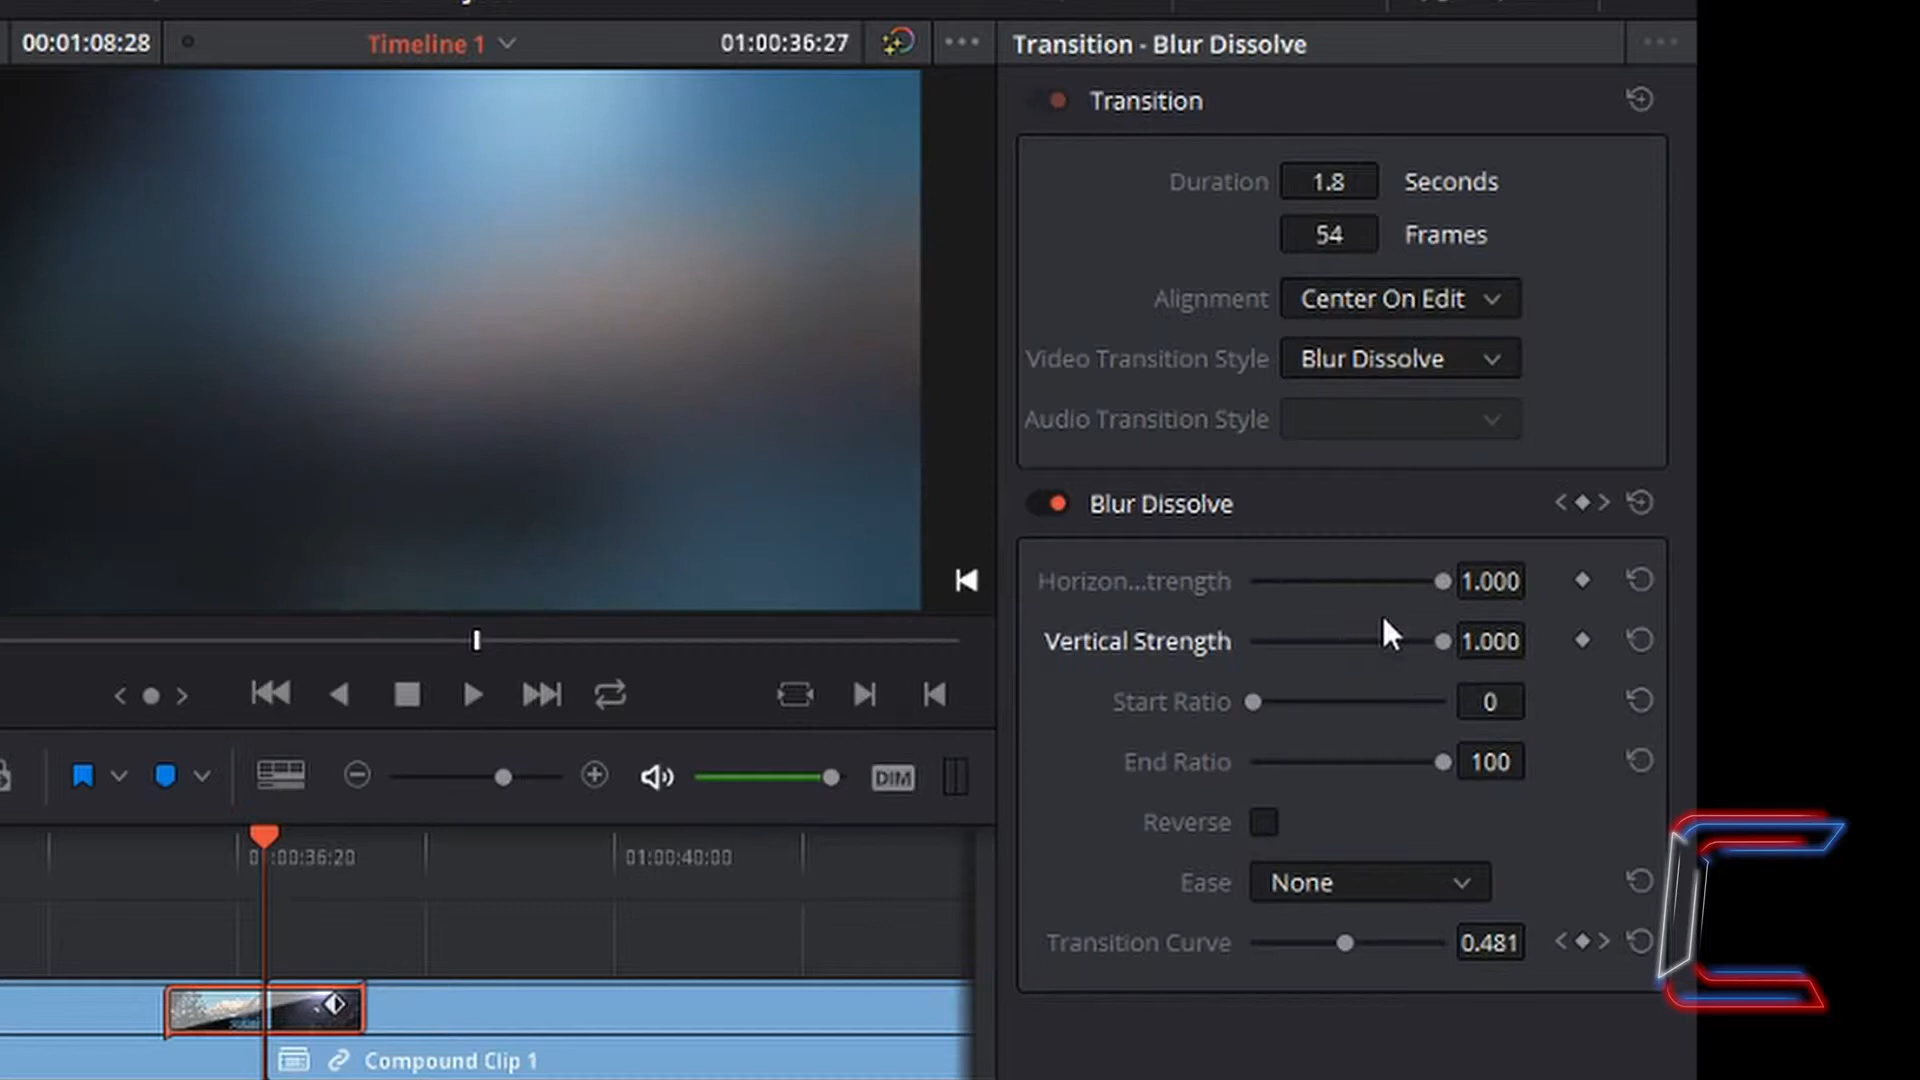 00:01:08:28
Timeline 1
01:00:36:27
Transition - Blur Dissolve
Transition
Duration 1.8 Seconds
54 Frames
Alignment Center On Edit
Video Transition Style Blur Dissolve
Audio Transition Style
Blur Dissolve
Horizon...trength 1.000
Vertical Strength 1.000
Start Ratio 0
End Ratio 100
Reverse
Ease None
Transition Curve 0.481
DIM
:00:36:20
01:00:40:00
Compound Clip 1